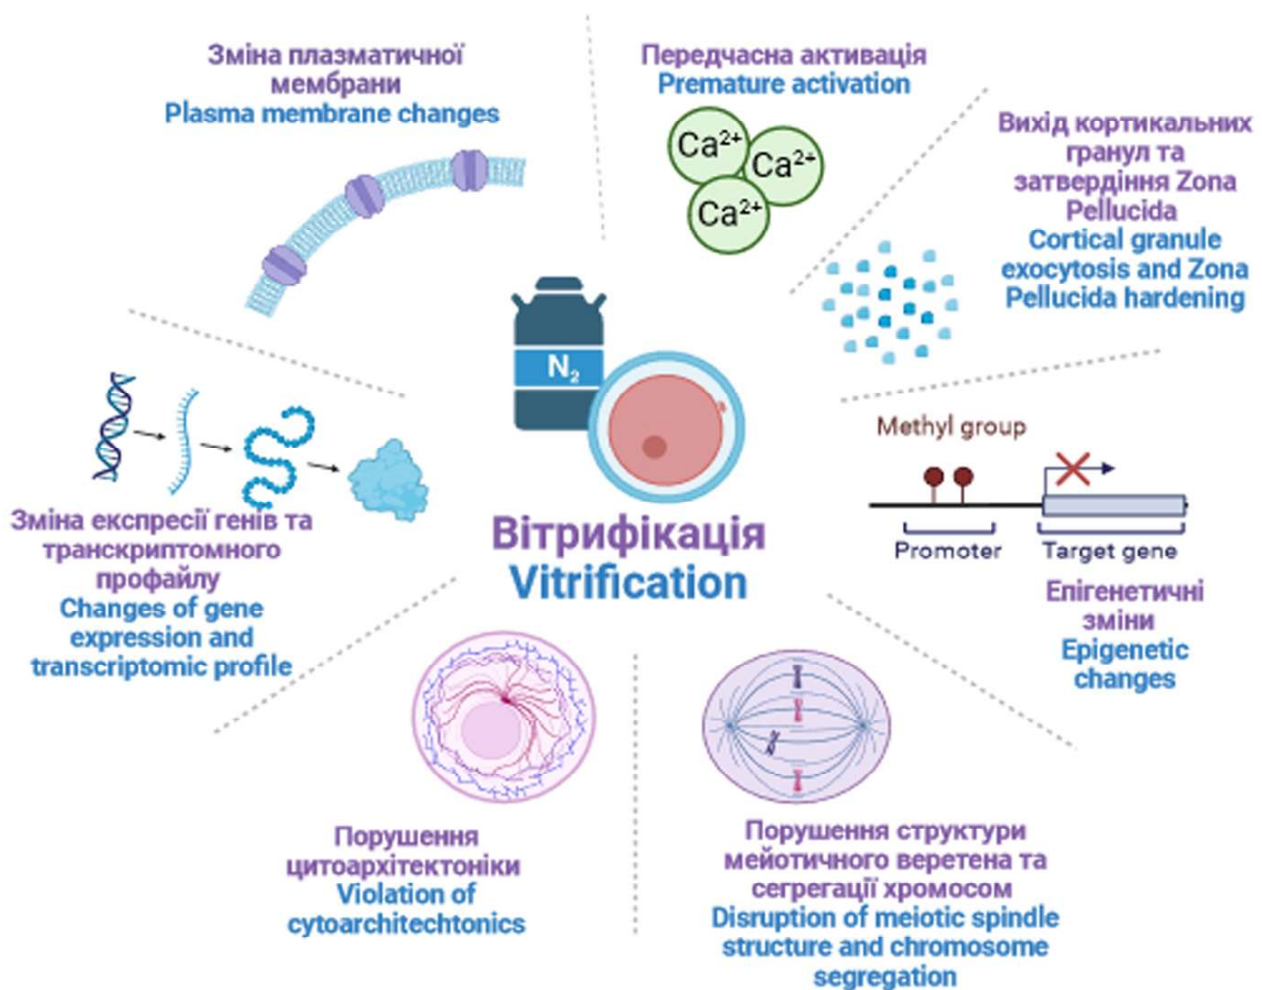 Зміна плазматичної
мембрани
Plasma membrane changes
Передчасна активація
Premature activation
Ca²⁺
Ca²⁺
Ca²⁺
Вихід кортикальних
гранул та
затвердіння Zona
Pellucida
Cortical granule
exocytosis and Zona
Pellucida hardening
N₂
Вітрифікація
Vitrification
Methyl group
Promoter
Target gene
Епігенетичні
зміни
Epigenetic
changes
Зміна експресії генів та
транскриптомного
профайлу
Changes of gene
expression and
transcriptomic profile
Порушення
цитоархітектоніки
Violation of
cytoarchitechtonics
Порушення структури
мейотичного веретена та
сегрегації хромосом
Disruption of meiotic spindle
structure and chromosome
segregation